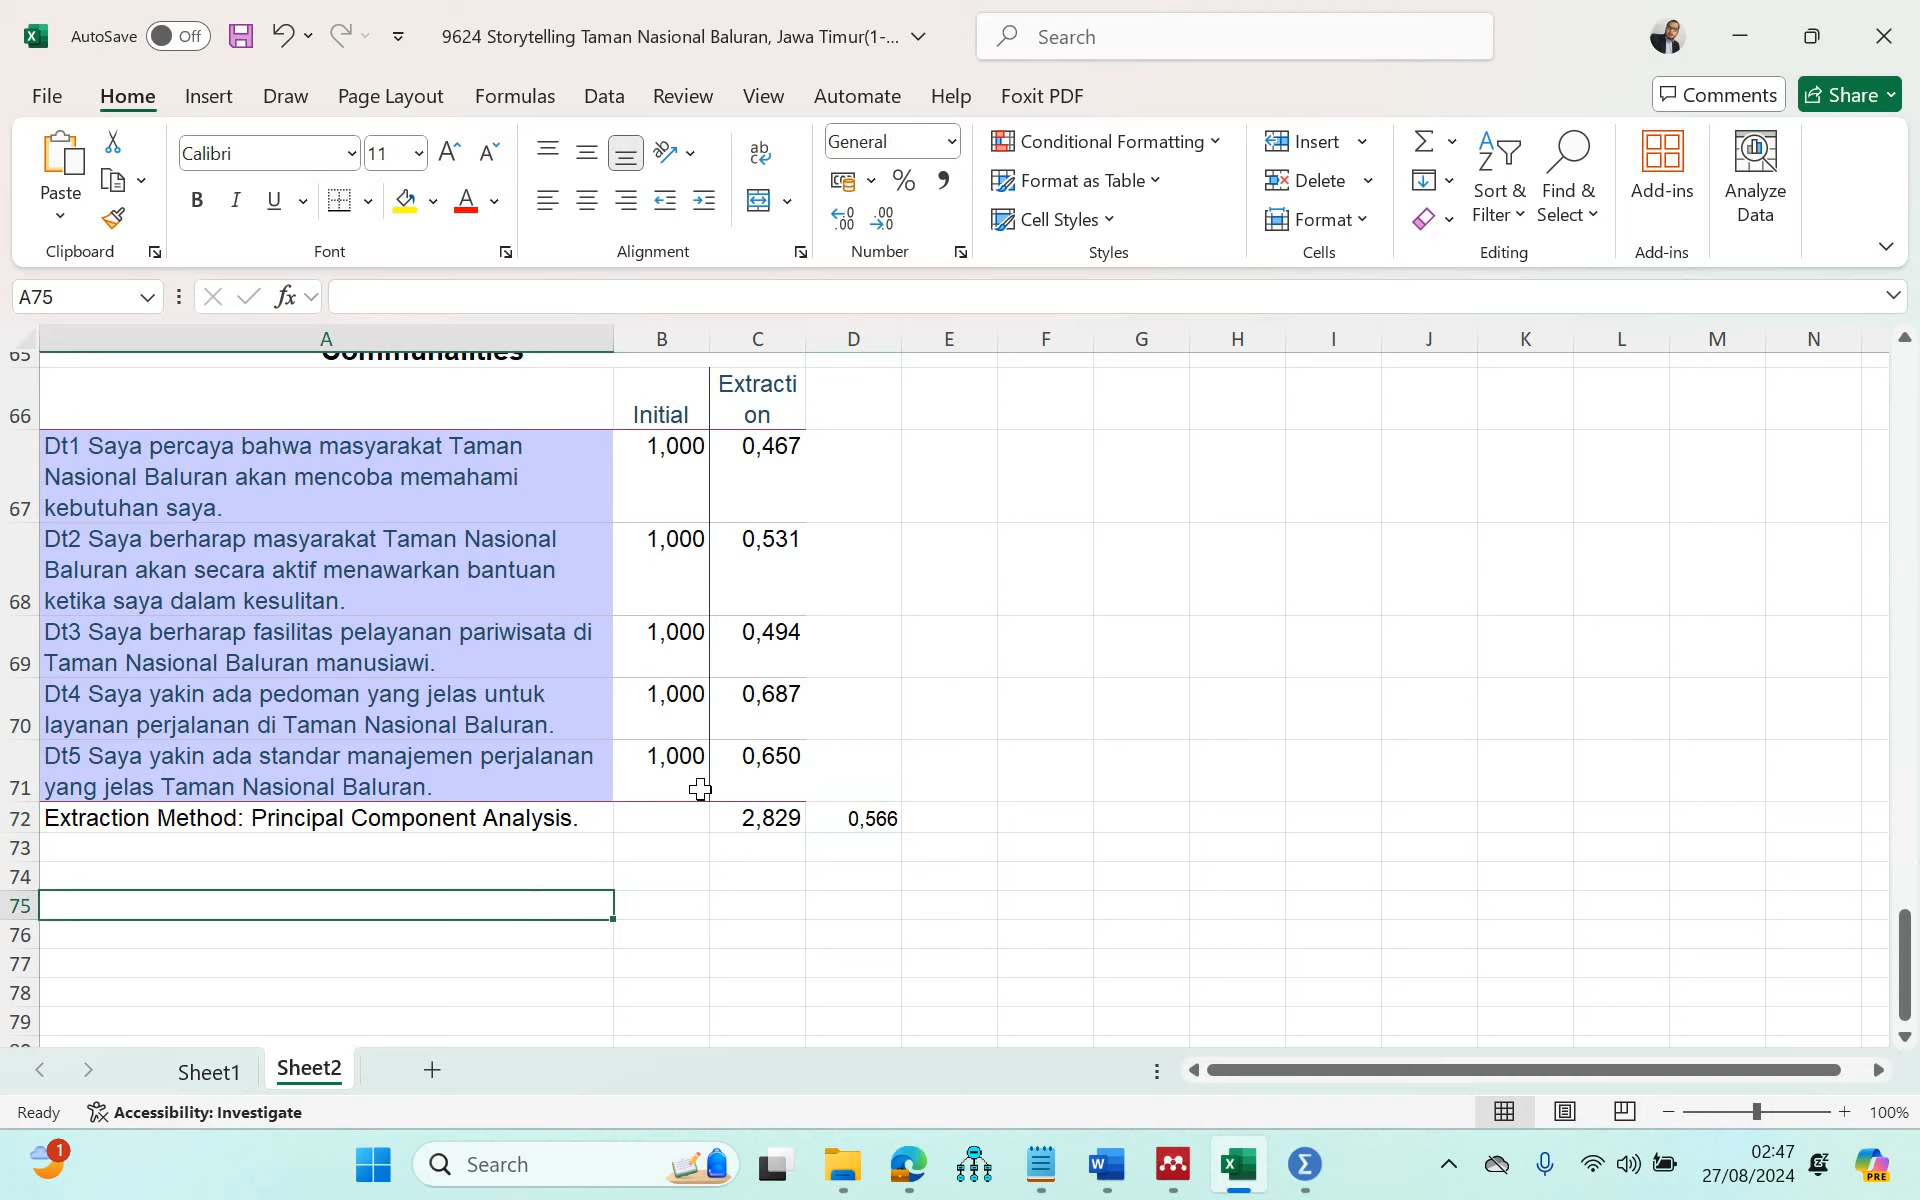 AutoSave Off 9624 Storytelling Taman Nasional Baluran, Jawa Timur(1-... Search
File Home Insert Draw Page Layout Formulas Data Review View Automate Help Foxit PDF Comments Share
Paste
Clipboard
Calibri 11
B I U
Font
Alignment
General
Number
Conditional Formatting
Format as Table
Cell Styles
Styles
Insert
Delete
Format
Cells
Sort & Filter
Find & Select
Editing
Add-ins
Add-ins
Analyze Data
A75 fx
A B C D E F G H I J K L M N
65 Communalities
66 Initial Extracti
on
67 Dt1 Saya percaya bahwa masyarakat Taman 1,000 0,467
Nasional Baluran akan mencoba memahami
kebutuhan saya.
68 Dt2 Saya berharap masyarakat Taman Nasional 1,000 0,531
Baluran akan secara aktif menawarkan bantuan
ketika saya dalam kesulitan.
69 Dt3 Saya berharap fasilitas pelayanan pariwisata di 1,000 0,494
Taman Nasional Baluran manusiawi.
70 Dt4 Saya yakin ada pedoman yang jelas untuk 1,000 0,687
layanan perjalanan di Taman Nasional Baluran.
71 Dt5 Saya yakin ada standar manajemen perjalanan 1,000 0,650
yang jelas Taman Nasional Baluran.
72 Extraction Method: Principal Component Analysis. 2,829 0,566
73
74
75
76
77
78
79
Sheet1 Sheet2
Ready Accessibility: Investigate 100%
1 Search 02:47
27/08/2024 PRE